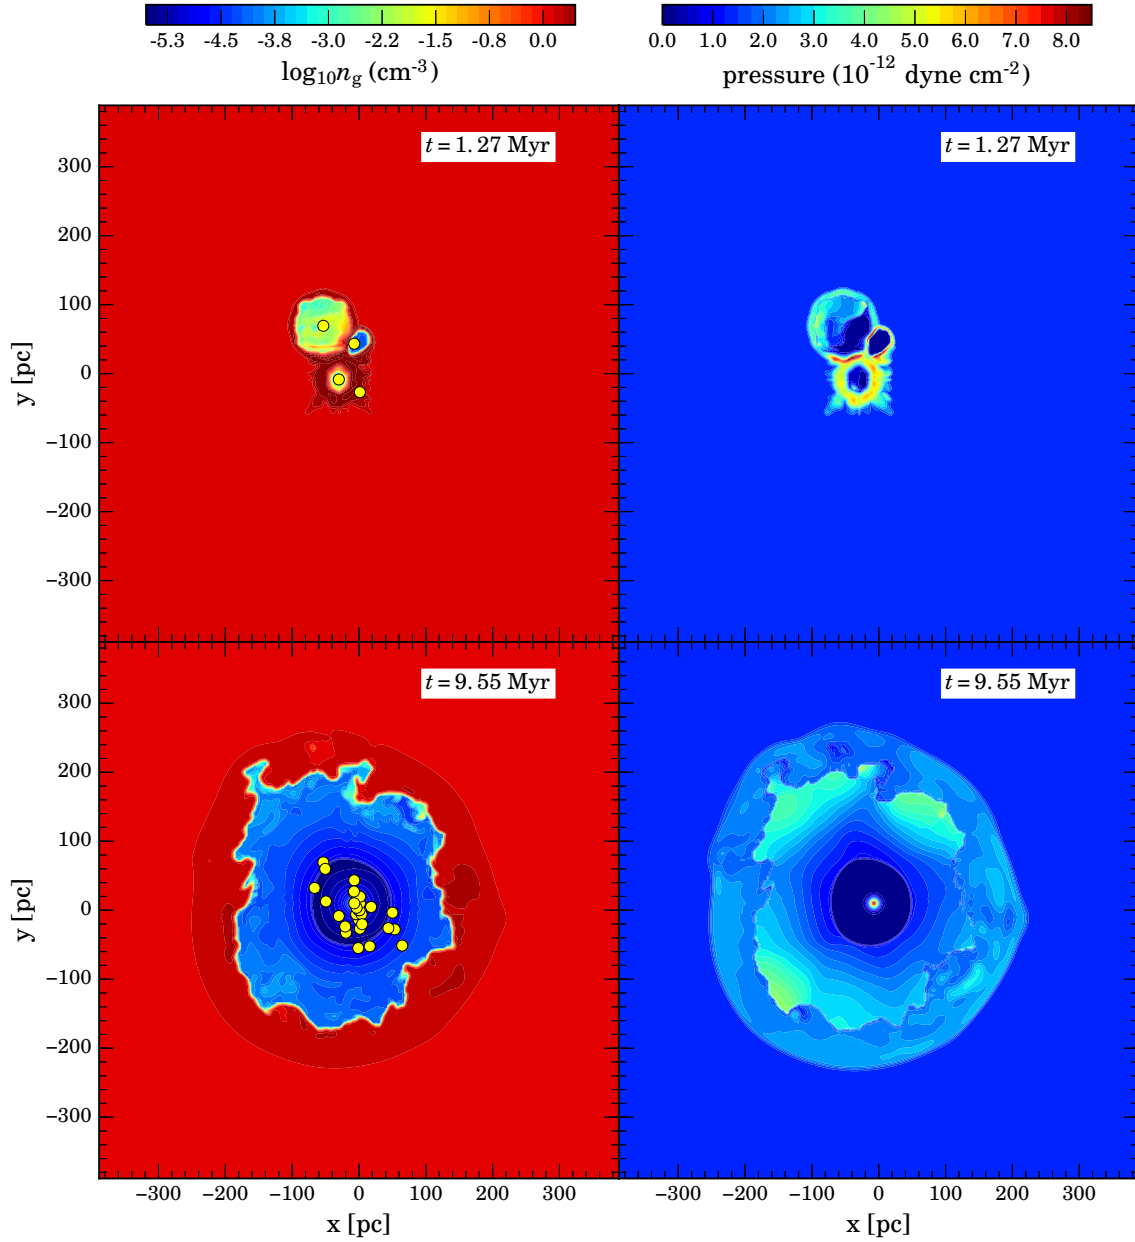 -5.3 -4.5 -3.8 -3.0 -2.2 -1.5 -0.8 0.0
log₁₀n_g (cm⁻³)
0.0 1.0 2.0 3.0 4.0 5.0 6.0 7.0 8.0
pressure (10⁻¹² dyne cm⁻²)
t = 1.27 Myr
t = 1.27 Myr
300
200
100
0
−100
−200
−300
y [pc]
t = 9.55 Myr
t = 9.55 Myr
300
200
100
0
−100
−200
−300
y [pc]
−300 −200 −100 0 100 200 300
x [pc]
−300 −200 −100 0 100 200 300
x [pc]